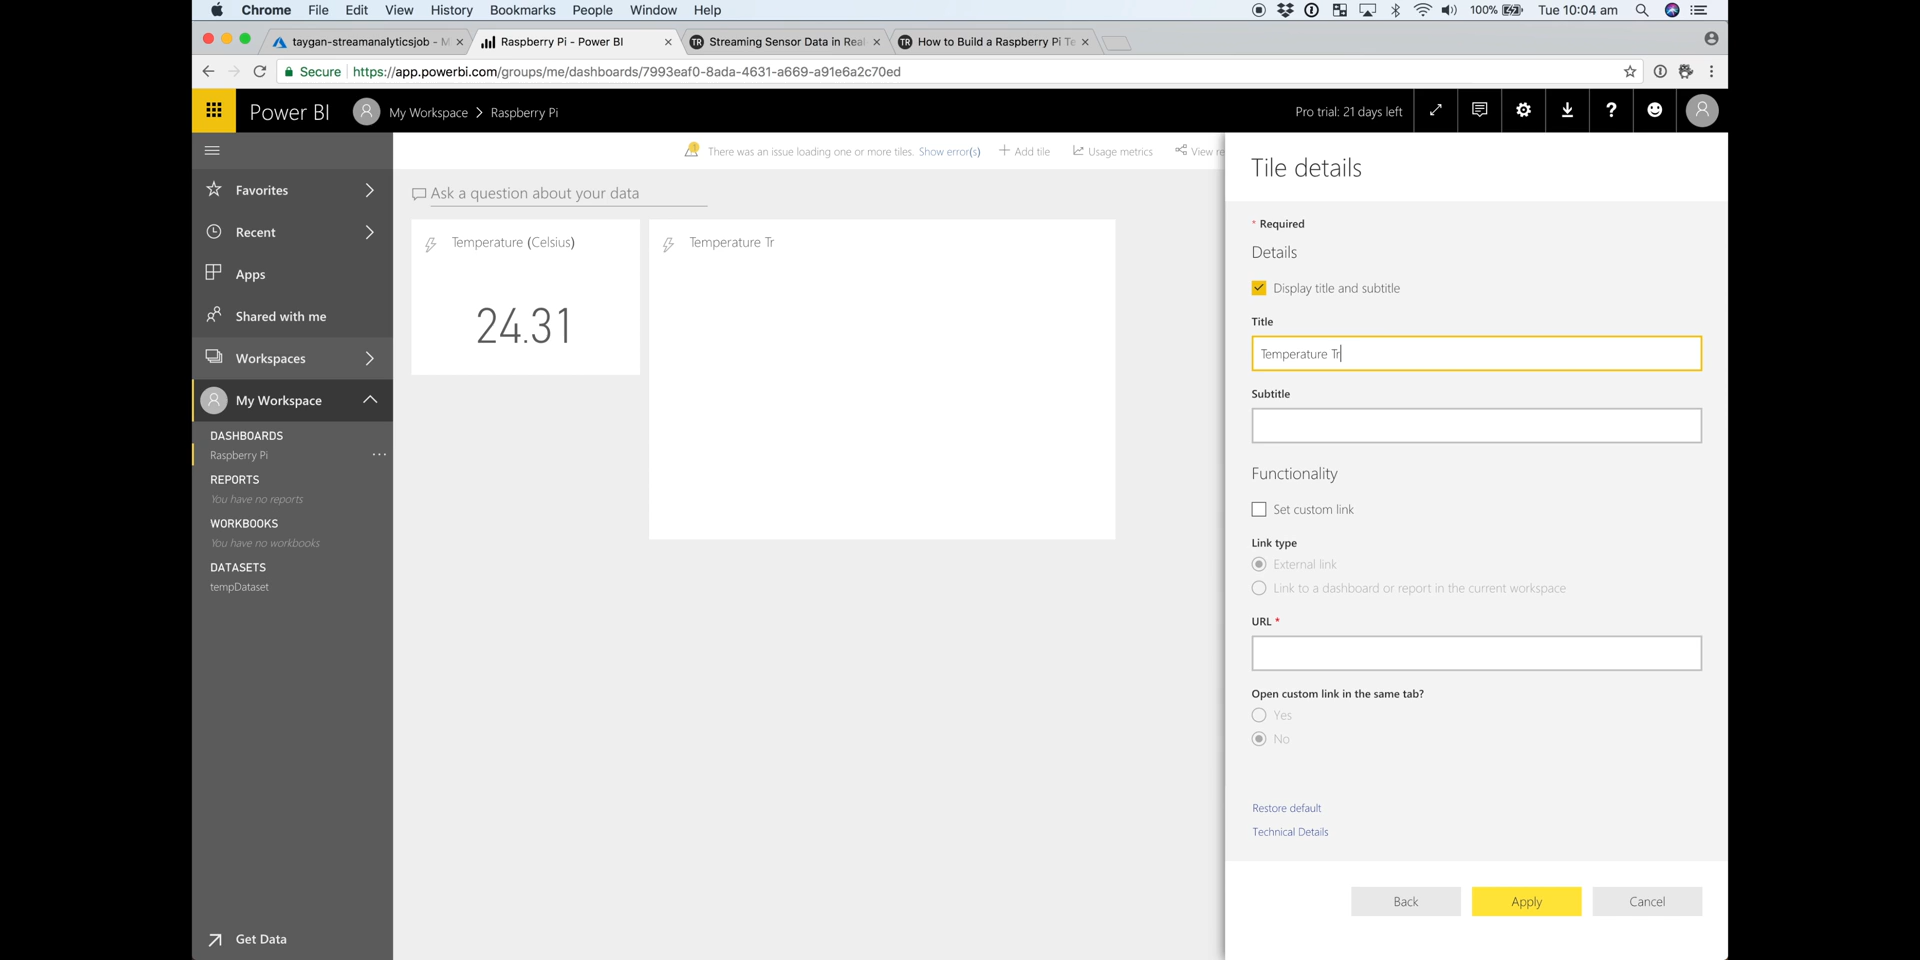 Chrome File Edit View History Bookmarks People Window Help 100% Tue 10:04 am
taygan-streamanalyticsjob - M Raspberry Pi - Power BI TR Streaming Sensor Data in Real TR How to Build a Raspberry Pi Te
Secure https://app.powerbi.com/groups/me/dashboards/7993eaf0-8ada-4631-a669-a91e6a2c70ed
Power BI My Workspace > Raspberry Pi Pro trial: 21 days left ?
There was an issue loading one or more tiles. Show error(s) + Add tile Usage metrics View re
Ask a question about your data
Favorites
Recent
Apps
Shared with me
Workspaces
My Workspace
DASHBOARDS
Raspberry Pi ...
REPORTS
You have no reports
WORKBOOKS
You have no workbooks
DATASETS
tempDataset
Get Data
Temperature (Celsius)
24.31
Temperature Tr
Tile details
* Required
Details
Display title and subtitle
Title
Temperature Tr
Subtitle
Functionality
Set custom link
Link type
External link
Link to a dashboard or report in the current workspace
URL *
Open custom link in the same tab?
Yes
No
Restore default
Technical Details
Back Apply Cancel